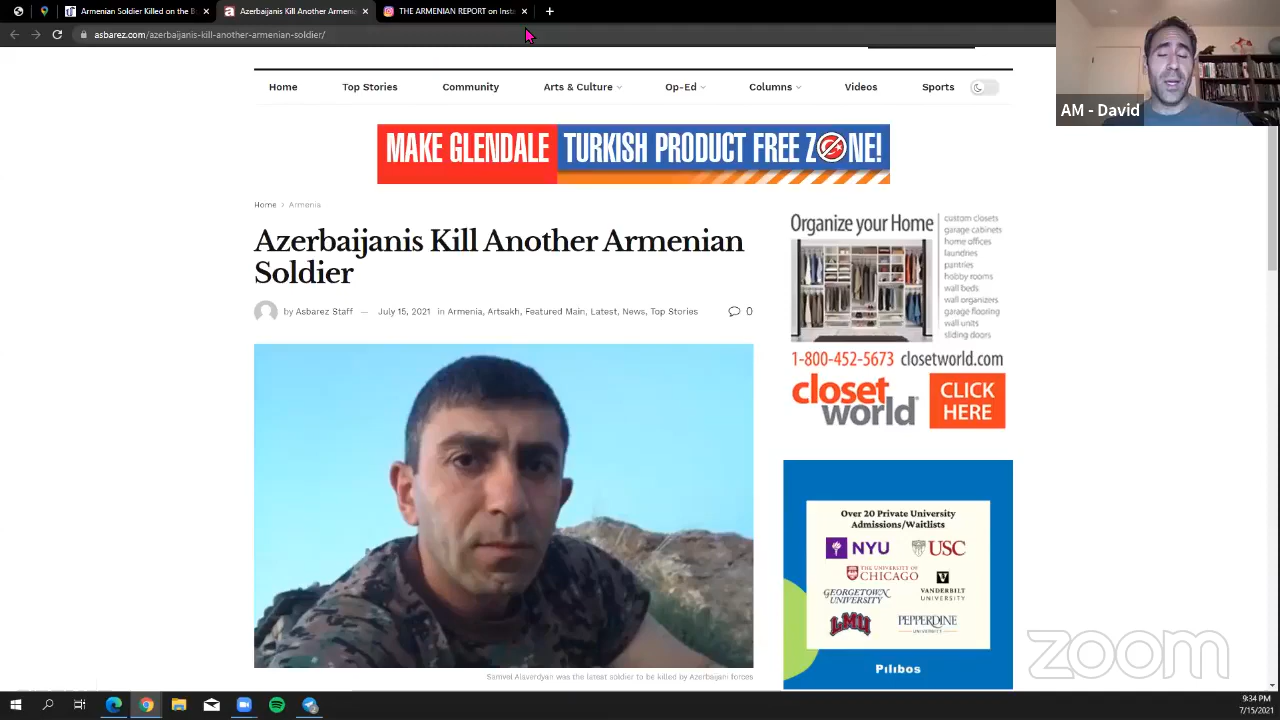 Armenian Soldier Killed on the B
THE ARMENIAN REPORT on Inst
asbarez.com/azerbaijanis-kill-another-armenian-soldier/
AM - David
Home Top Stories Community Arts & Culture Op-Ed Columns Videos Sports
MAKE GLENDALE TURKISH PRODUCT FREE ZONE!
Home > Armenia
Azerbaijanis Kill Another Armenian
Soldier
by Asbarez Staff — July 15, 2021 in Armenia, Artsakh, Featured Main, Latest, News, Top Stories 0
Samvel Alaverdyan was the latest soldier to be killed by Azerbaijani forces
Organize your Home
custom closets
garage cabinets
home offices
laundries
pantries
hobby rooms
wall beds
wall organizers
garage flooring
wall units
sliding doors
1-800-452-5673 closetworld.com
closet
world
CLICK
HERE
Over 20 Private University
Admissions/Waitlists
NYU
USC
THE UNIVERSITY OF
CHICAGO
V
VANDERBILT
UNIVERSITY
GEORGETOWN
UNIVERSITY
LMU
PEPPERDINE
UNIVERSITY
Pilibos
zoom
9:34 PM
7/15/2021